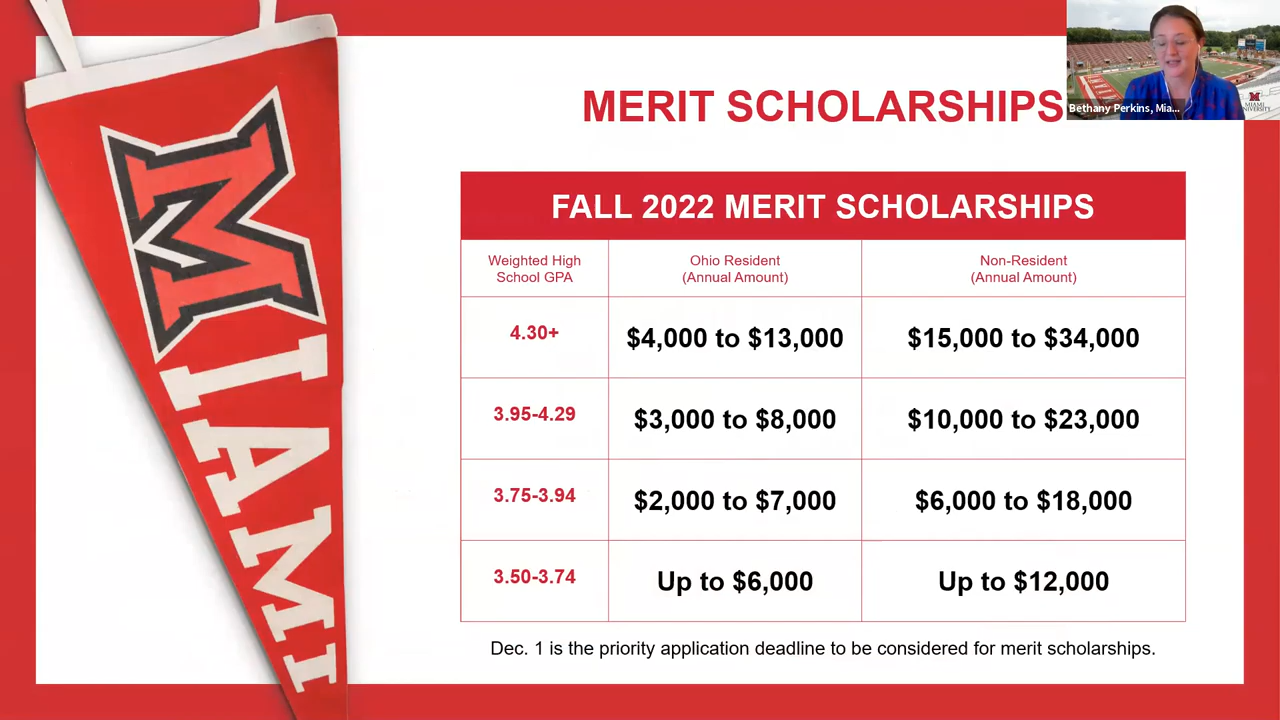 MERIT SCHOLARSHIPS
Bethany Perkins, Mia...
MIAMI
UNIVERSITY
MIAMI
FALL 2022 MERIT SCHOLARSHIPS
Weighted High
School GPA
Ohio Resident
(Annual Amount)
Non-Resident
(Annual Amount)
4.30+
$4,000 to $13,000
$15,000 to $34,000
3.95-4.29
$3,000 to $8,000
$10,000 to $23,000
3.75-3.94
$2,000 to $7,000
$6,000 to $18,000
3.50-3.74
Up to $6,000
Up to $12,000
Dec. 1 is the priority application deadline to be considered for merit scholarships.